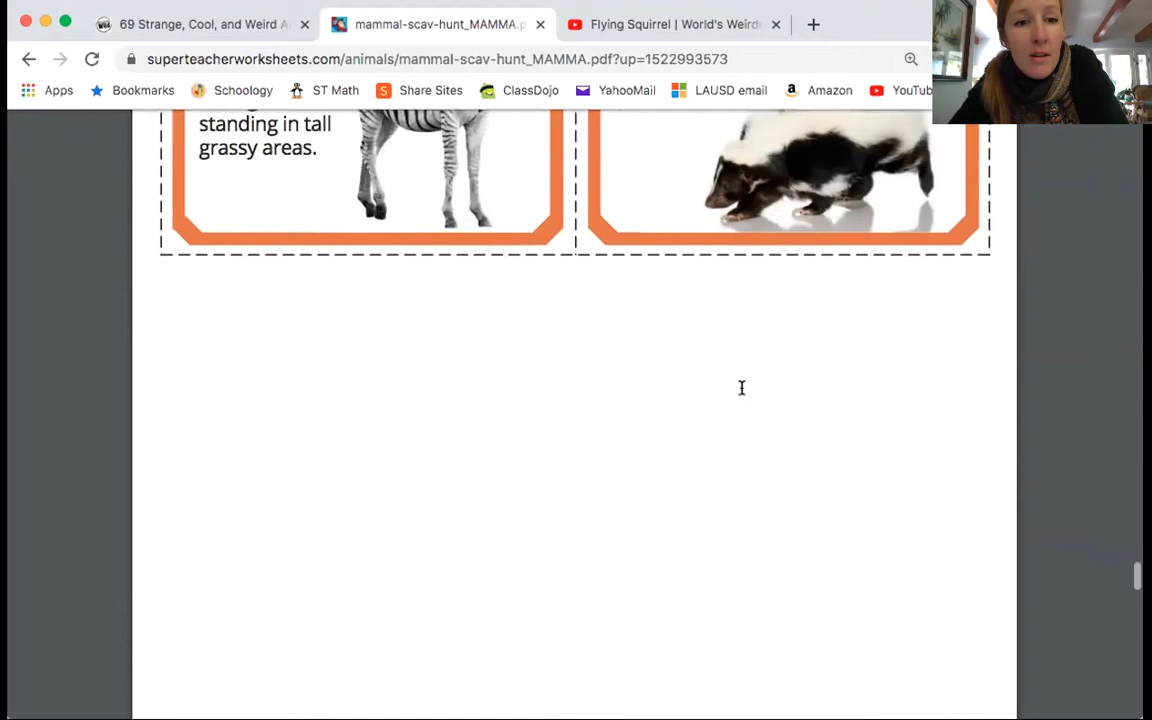 69 Strange, Cool, and Weird A
mammal-scav-hunt_MAMMA.p
Flying Squirrel | World's Weird
superteacherworksheets.com/animals/mammal-scav-hunt_MAMMA.pdf?up=1522993573
Apps Bookmarks Schoology ST Math Share Sites ClassDojo YahooMail LAUSD email Amazon YouTub
standing in tall
grassy areas.